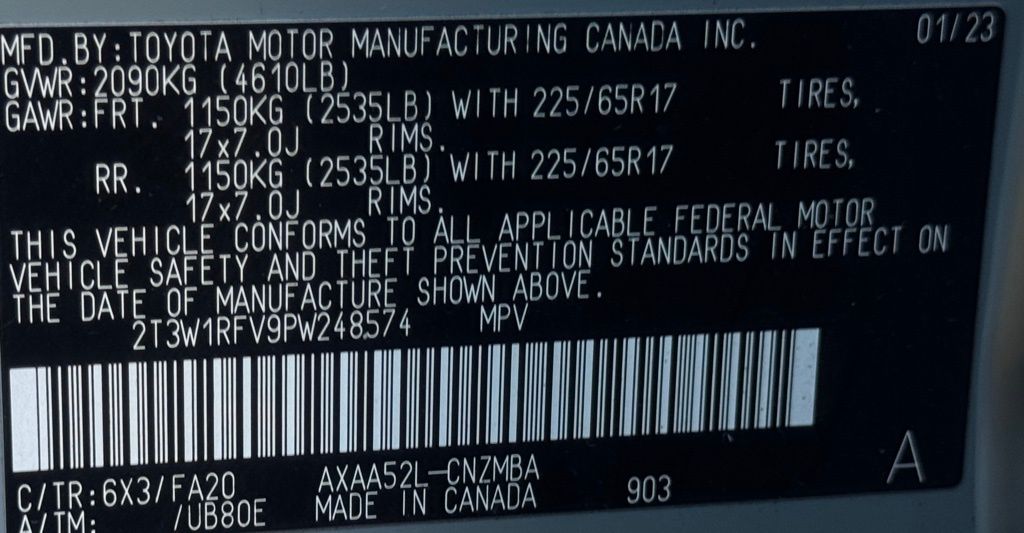 MFD. BY: TOYOTA MOTOR MANUFACTURING CANADA INC. 01/23
GVWR: 2090KG (4610LB)
GAWR: FRT. 1150KG (2535LB) WITH 225/65R17 TIRES,
17x7.0J RIMS.
RR. 1150KG (2535LB) WITH 225/65R17 TIRES,
17x7.0J RIMS.
THIS VEHICLE CONFORMS TO ALL APPLICABLE FEDERAL MOTOR
VEHICLE SAFETY AND THEFT PREVENTION STANDARDS IN EFFECT ON
THE DATE OF MANUFACTURE SHOWN ABOVE.
2T3W1RFV9PW248574 MPV
A
C/TR: 6X3/FA20 AXAA52L-CNZMBA
A/TM: /UB80E MADE IN CANADA 903